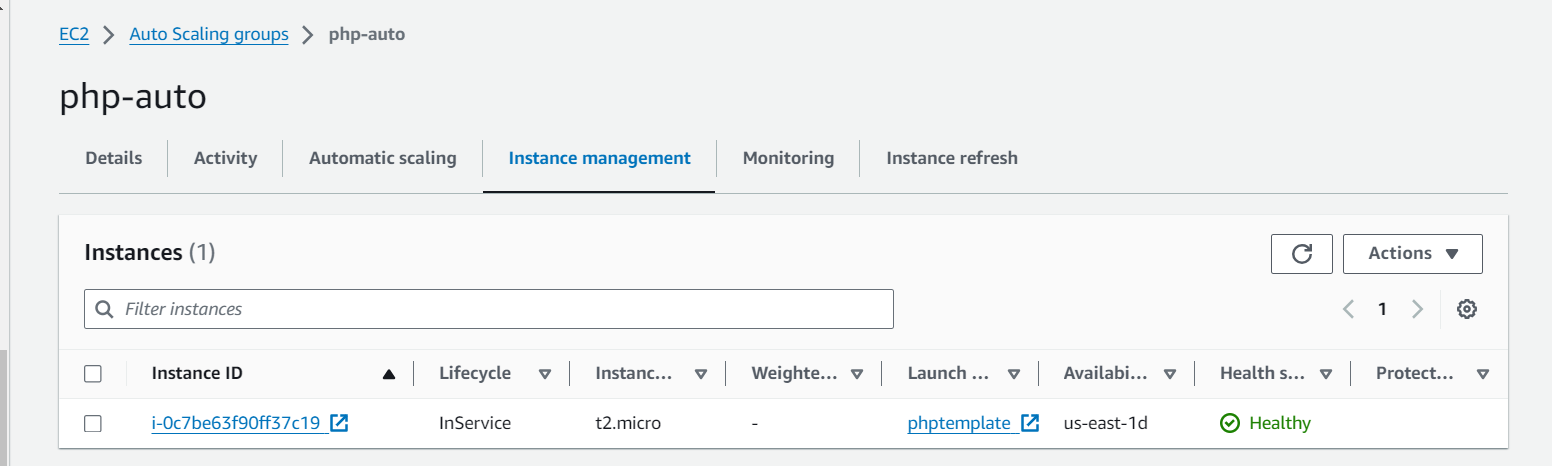 EC2 > Auto Scaling groups > php-auto
php-auto
Details Activity Automatic scaling Instance management Monitoring Instance refresh
Instances (1)
Actions
Filter instances
1
Instance ID Lifecycle Instanc... Weighte... Launch ... Availabi... Health s... Protect...
i-0c7be63f90ff37c19 InService t2.micro - phptemplate us-east-1d Healthy